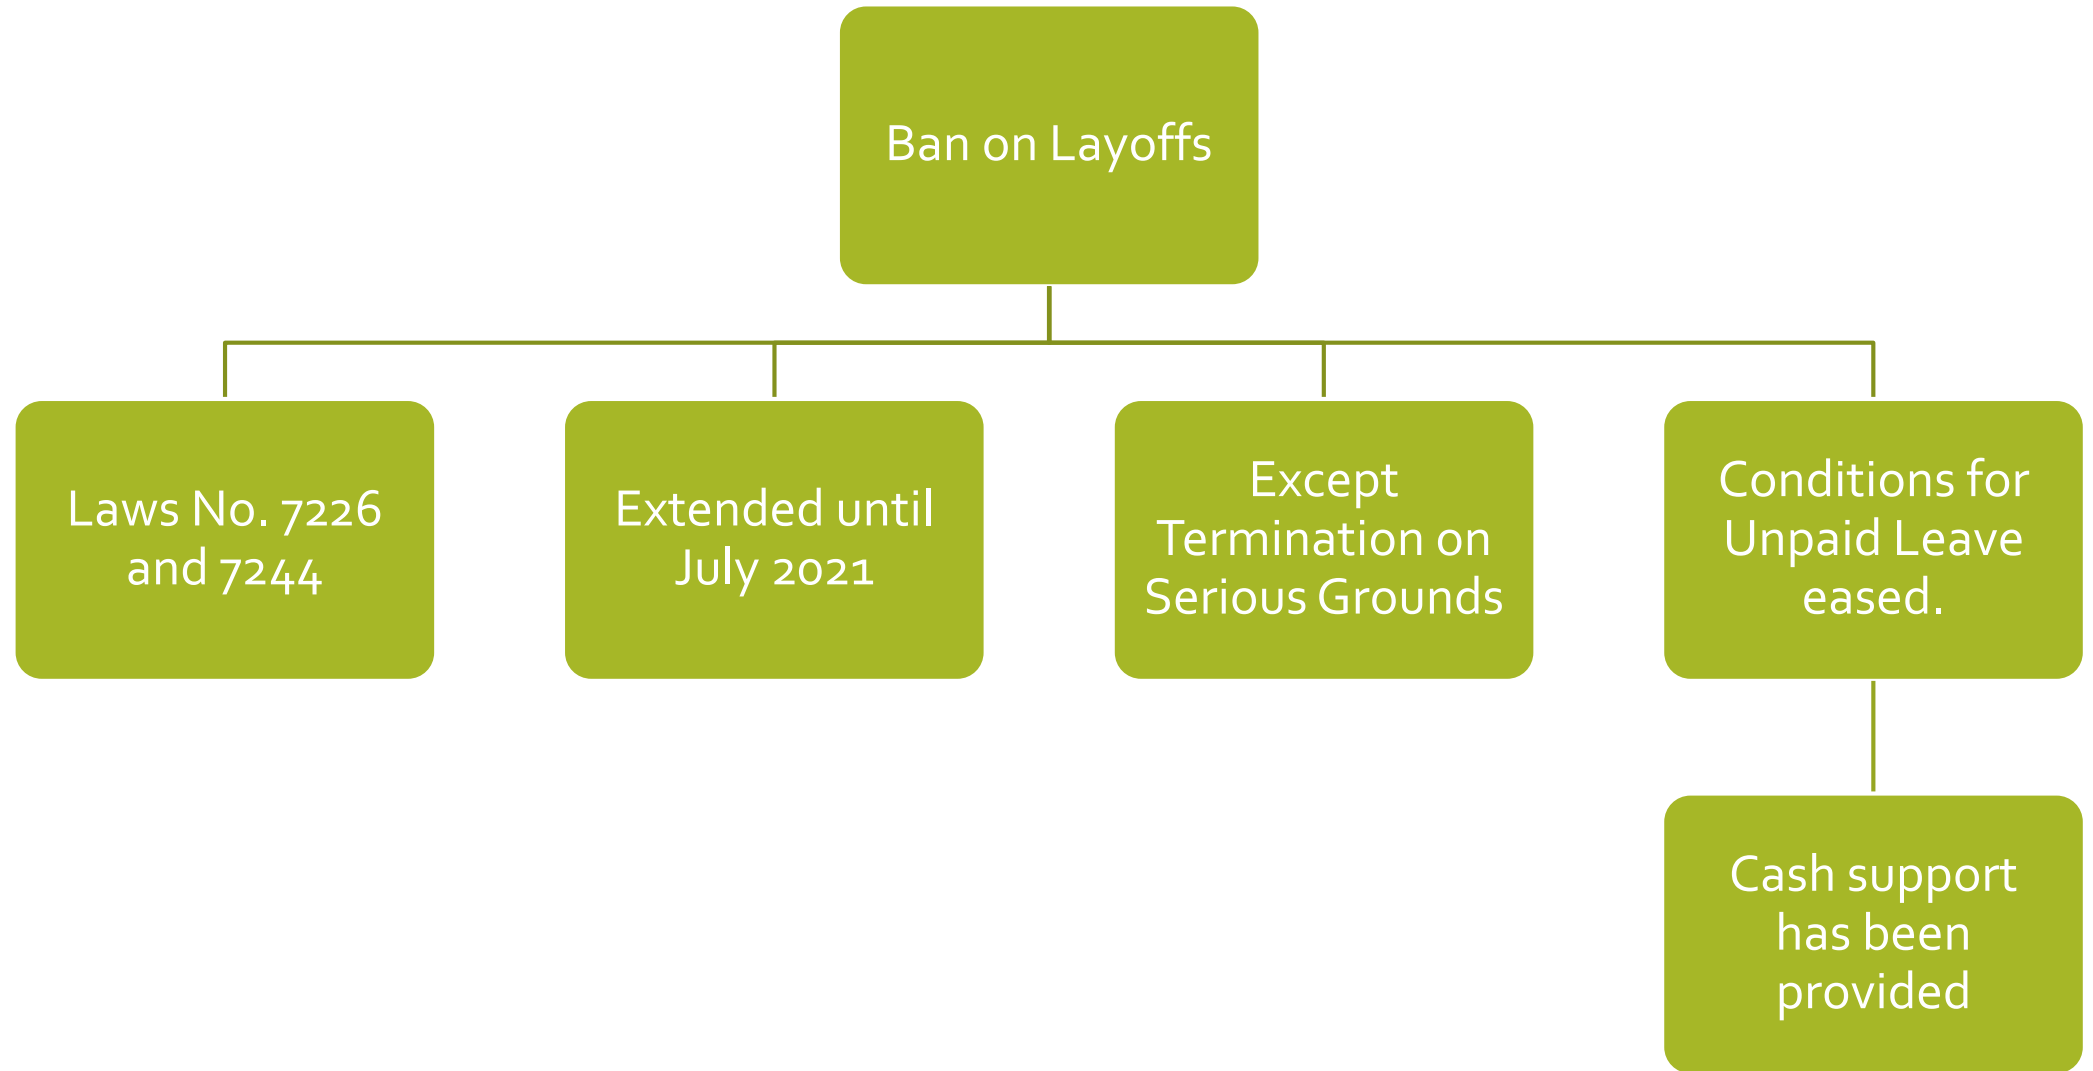 Ban on Layoffs
Laws No. 7226
and 7244
Extended until
July 2021
Except
Termination on
Serious Grounds
Conditions for
Unpaid Leave
eased.
Cash support
has been
provided